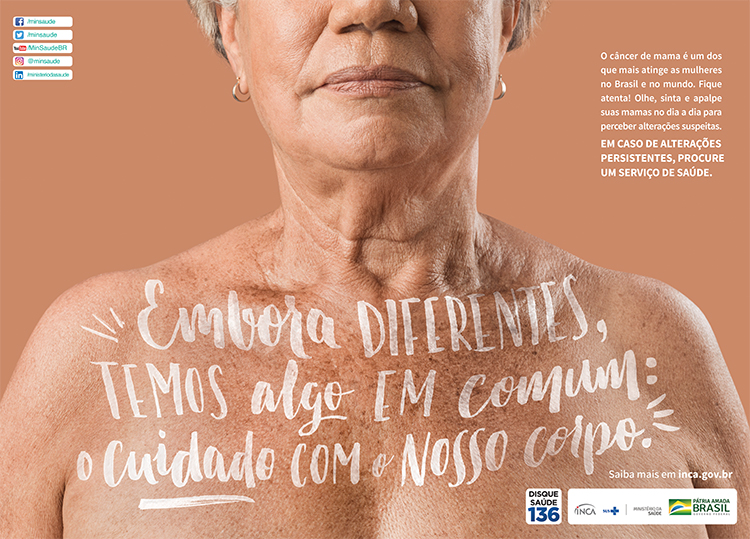 /minsaude
/minsaude
/MinSaudeBR
@minsaude
/ministeriodasaude
O câncer de mama é um dos
que mais atinge as mulheres
no Brasil e no mundo. Fique
atenta! Olhe, sinta e apalpe
suas mamas no dia a dia para
perceber alterações suspeitas.
EM CASO DE ALTERAÇÕES
PERSISTENTES, PROCURE
UM SERVIÇO DE SAÚDE.
Embora DIFERENTES,
TEMOS algo EM comum:
o cuidado COM o NOSSO corpo.
Saiba mais em inca.gov.br
DISQUE
SAÚDE
136
INCA
SUS
MINISTÉRIO DA
SAÚDE
PÁTRIA AMADA
BRASIL
GOVERNO FEDERAL